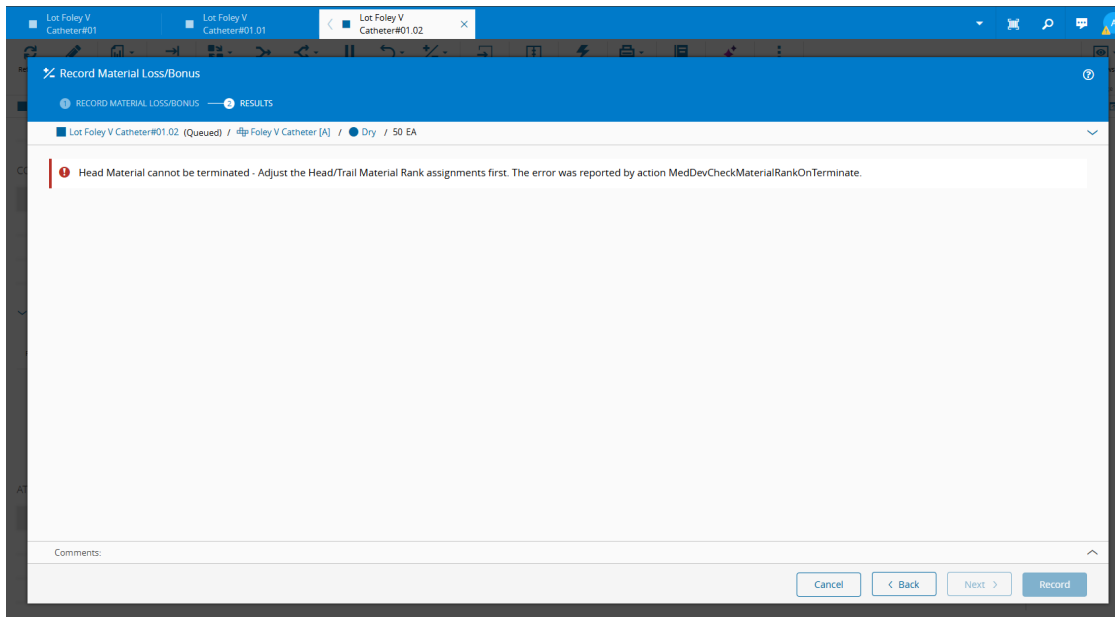 Lot Foley V
Catheter#01
Lot Foley V
Catheter#01.01
Lot Foley V
Catheter#01.02
Record Material Loss/Bonus
1 RECORD MATERIAL LOSS/BONUS 2 RESULTS
Lot Foley V Catheter#01.02 (Queued) / Foley V Catheter [A] / Dry / 50 EA
Head Material cannot be terminated - Adjust the Head/Trail Material Rank assignments first. The error was reported by action MedDevCheckMaterialRankOnTerminate.
Comments:
Cancel < Back Next > Record